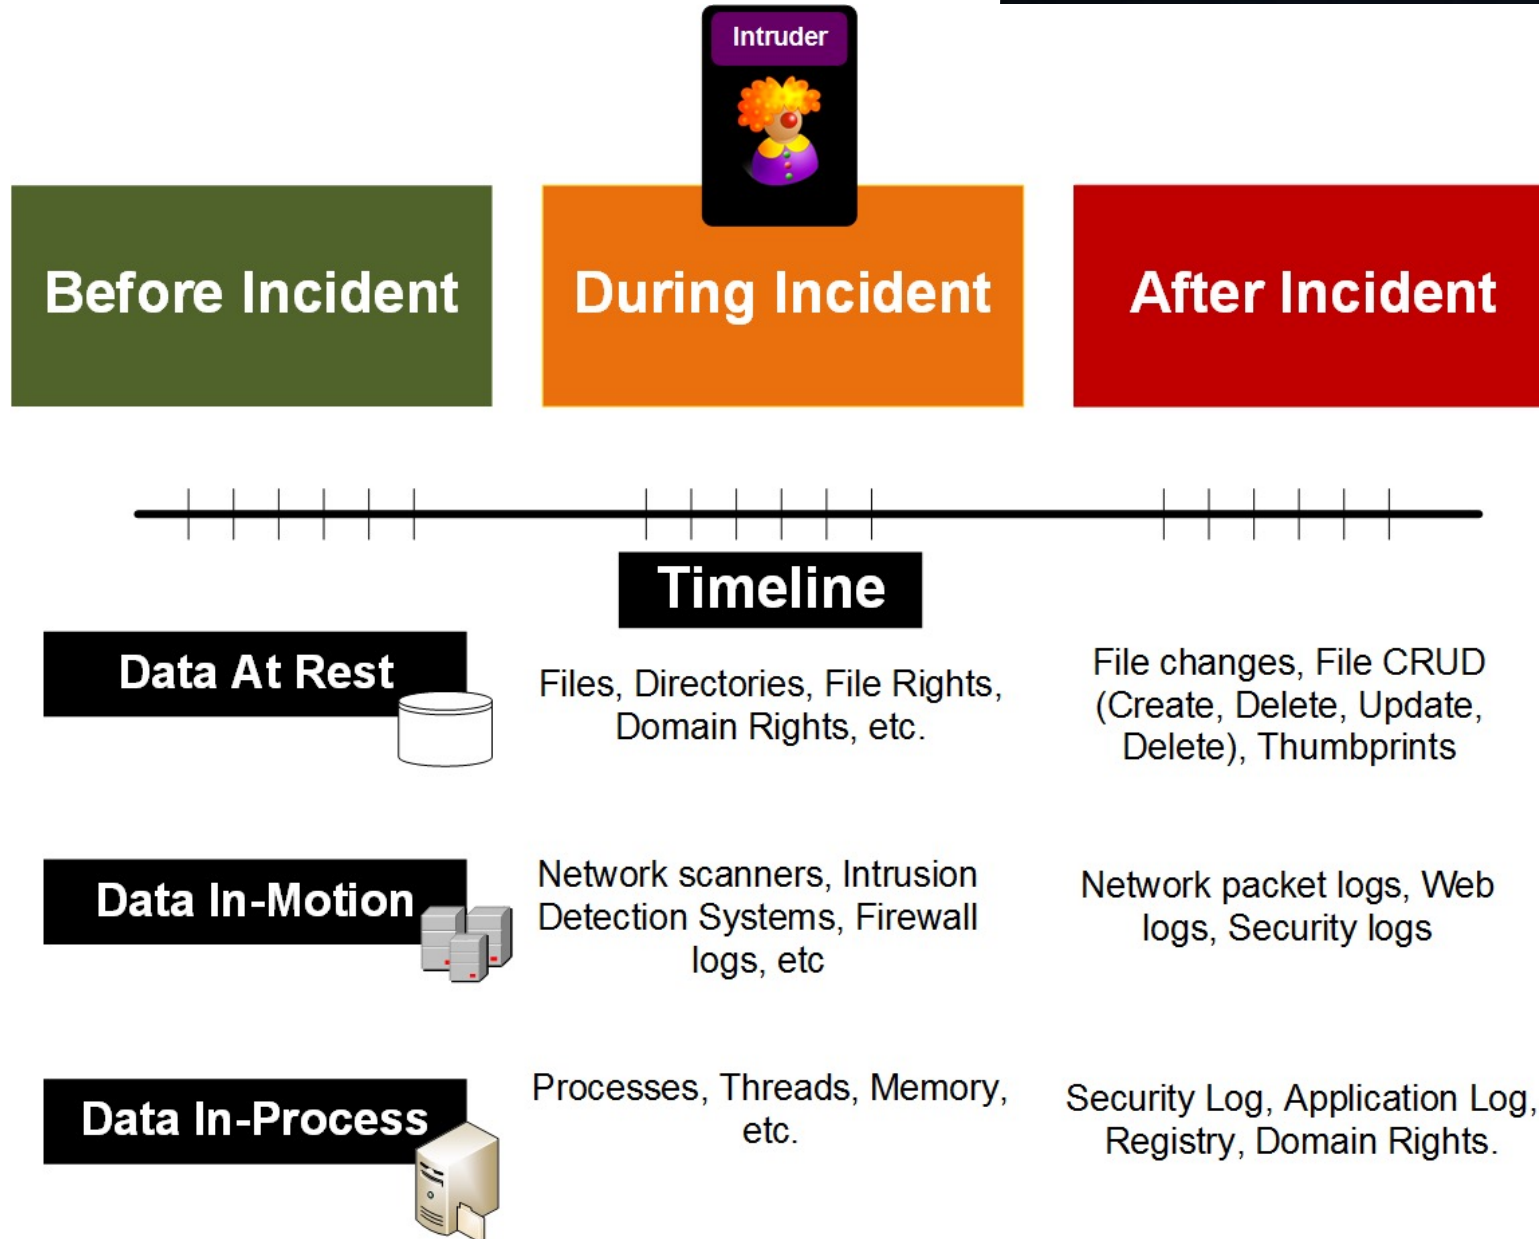 Intruder
Before Incident
During Incident
After Incident
Timeline
Data At Rest
Files, Directories, File Rights,
Domain Rights, etc.
File changes, File CRUD
(Create, Delete, Update,
Delete), Thumbprints
Data In-Motion
Network scanners, Intrusion
Detection Systems, Firewall
logs, etc
Network packet logs, Web
logs, Security logs
Data In-Process
Processes, Threads, Memory,
etc.
Security Log, Application Log,
Registry, Domain Rights.